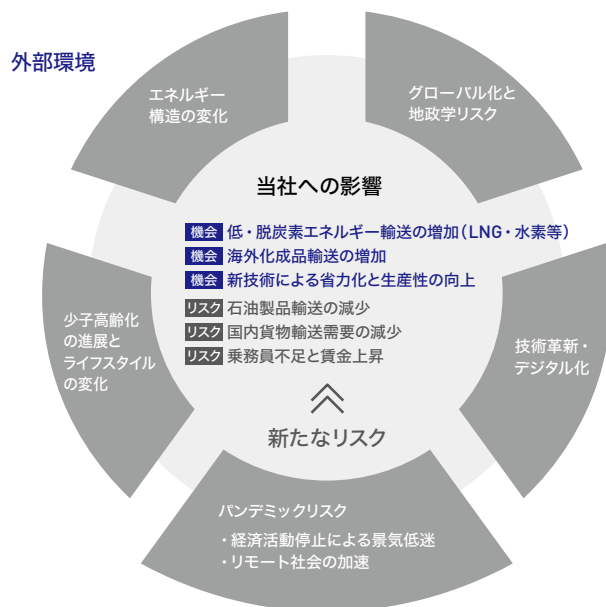 外部環境
エネルギー
構造の変化
グローバル化と
地政学リスク
当社への影響
機会 低・脱炭素エネルギー輸送の増加(LNG・水素等)
機会 海外化成品輸送の増加
機会 新技術による省力化と生産性の向上
リスク 石油製品輸送の減少
リスク 国内貨物輸送需要の減少
リスク 乗務員不足と賃金上昇
少子高齢化
の進展と
ライフスタイル
の変化
技術革新・
デジタル化
新たなリスク
パンデミックリスク
・経済活動停止による景気低迷
・リモート社会の加速